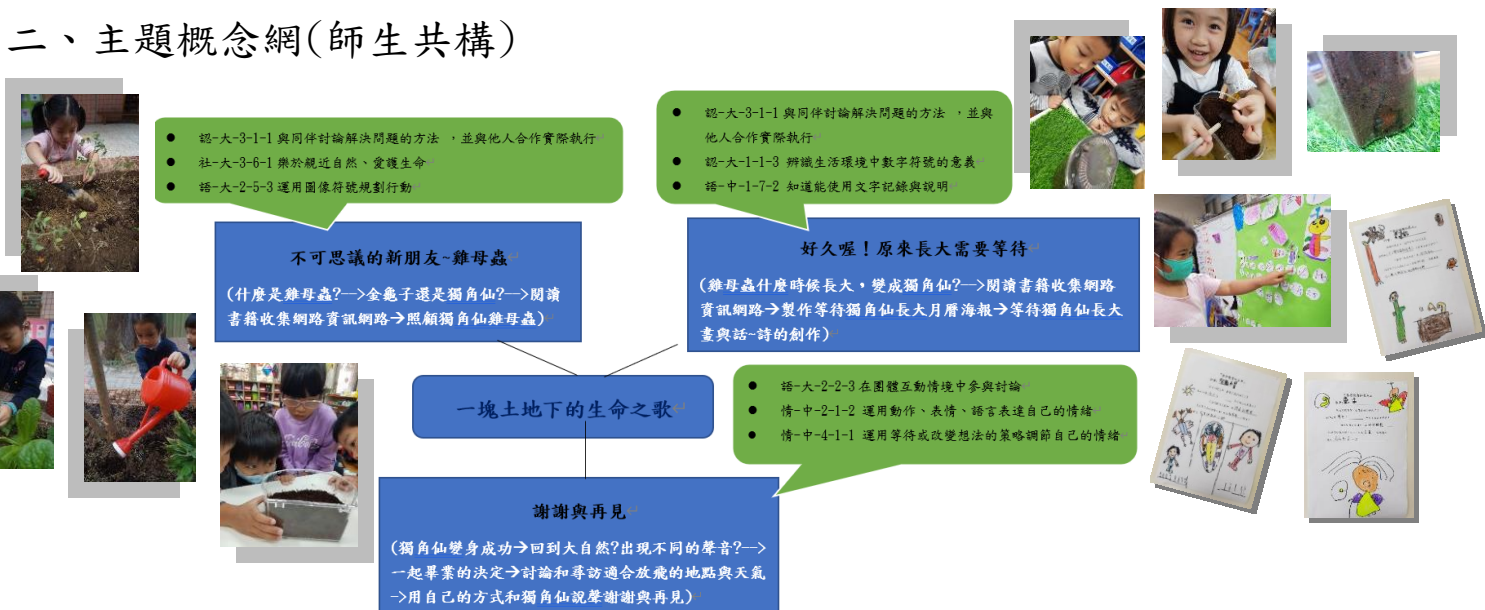 二、主題概念網(師生共構)
● 認-大-3-1-1 與同伴討論解決問題的方法 ，並與他人合作實際執行
● 社-大-3-6-1 樂於親近自然、愛護生命
● 語-大-2-5-3 運用圖像符號規劃行動
● 認-大-3-1-1 與同伴討論解決問題的方法 ，並與
他人合作實際執行
● 認-大-1-1-3 辨識生活環境中數字符號的意義
● 語-中-1-7-2 知道能使用文字記錄與說明
不可思議的新朋友~雞母蟲
(什麼是雞母蟲?-->金龜子還是獨角仙?-->閱讀
書籍收集網路資訊網路→照顧獨角仙雞母蟲)
好久喔！原來長大需要等待
(雞母蟲什麼時候長大，變成獨角仙?-->閱讀書籍收集網路
資訊網路→製作等待獨角仙長大月曆海報→等待獨角仙長大
畫與話~詩的創作)
一塊土地下的生命之歌
● 語-大-2-2-3 在團體互動情境中參與討論
● 情-中-2-1-2 運用動作、表情、語言表達自己的情緒
● 情-中-4-1-1 運用等待或改變想法的策略調節自己的情緒
謝謝與再見
(獨角仙變身成功→回到大自然?出現不同的聲音?-->
一起畢業的決定→討論和尋訪適合放飛的地點與天氣
->用自己的方式和獨角仙說聲謝謝與再見)